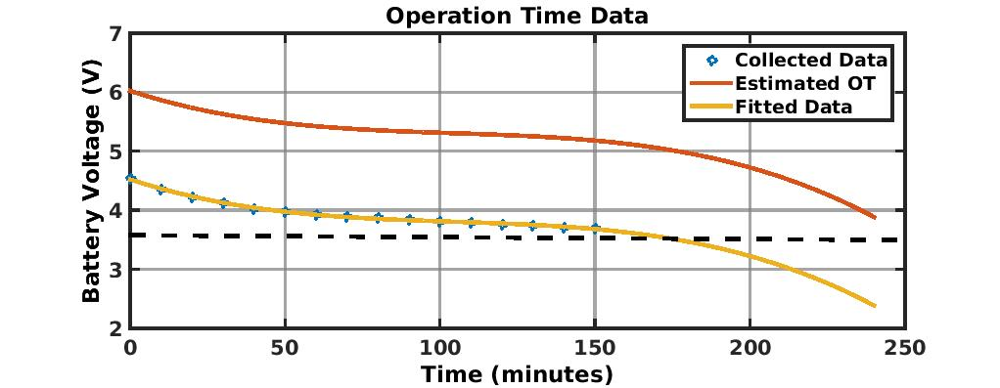 Operation Time Data
Battery Voltage (V)
7
6
5
4
3
2
Collected Data
Estimated OT
Fitted Data
0 50 100 150 200 250
Time (minutes)